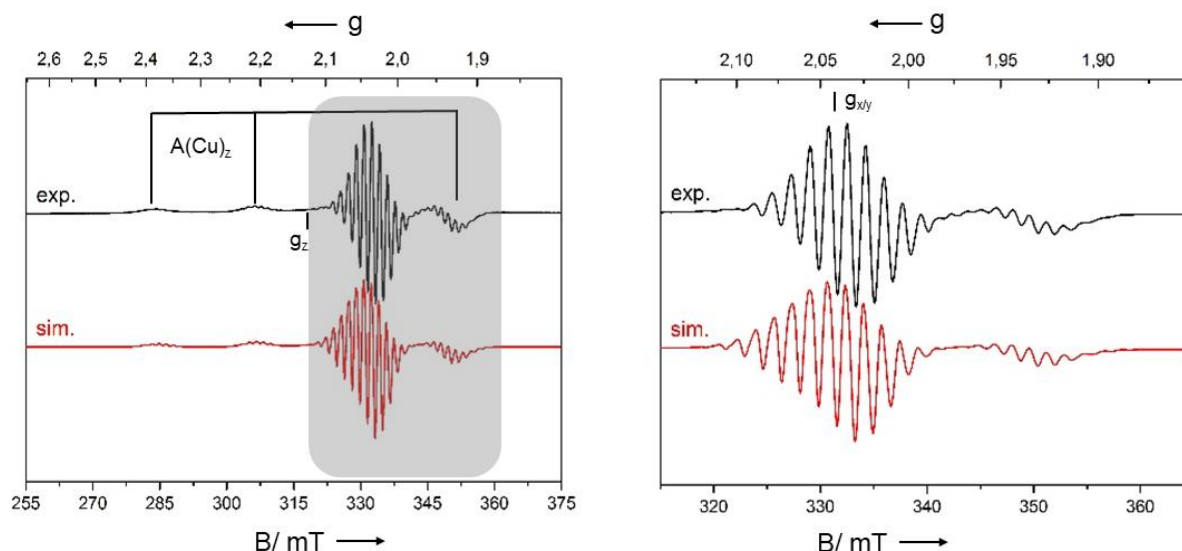 g
2,6 2,5 2,4 2,3 2,2 2,1 2,0 1,9
A(Cu)z
exp.
gz
sim.
255 270 285 300 315 330 345 360 375
B/ mT
g
2,10 2,05 2,00 1,95 1,90
gx/y
exp.
sim.
320 330 340 350 360
B/ mT